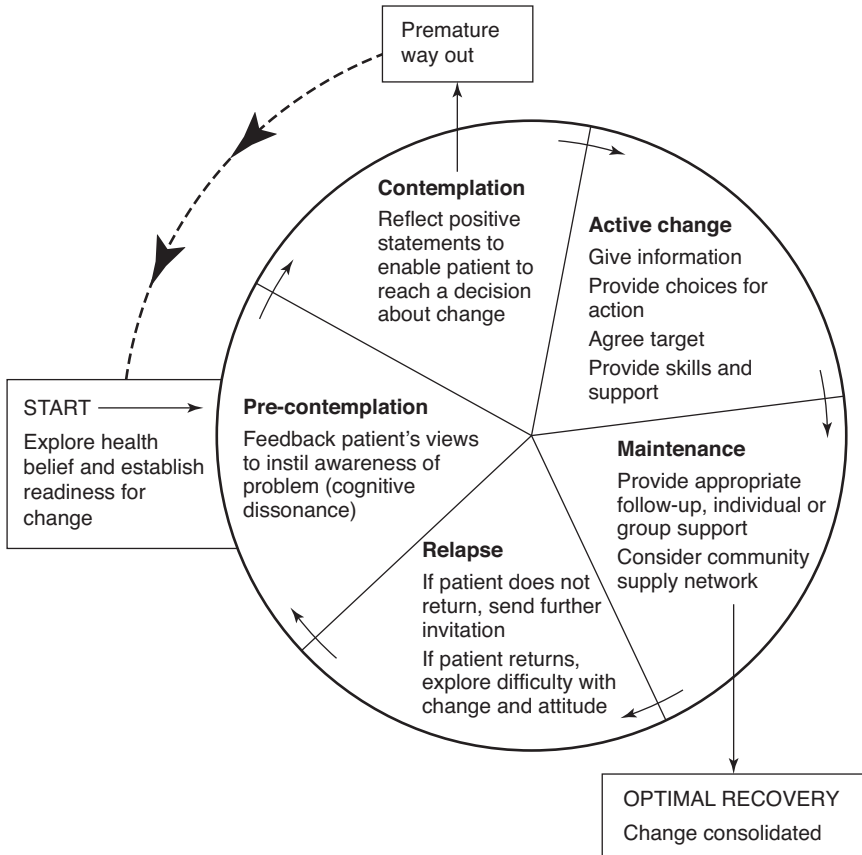 Premature
way out
Contemplation
Reflect positive
statements to
enable patient to
reach a decision
about change
Active change
Give information
Provide choices for
action
Agree target
Provide skills and
support
START
Explore health
belief and establish
readiness for
change
Pre-contemplation
Feedback patient's views
to instil awareness of
problem (cognitive
dissonance)
Maintenance
Provide appropriate
follow-up, individual or
group support
Consider community
supply network
Relapse
If patient does not
return, send further
invitation
If patient returns,
explore difficulty with
change and attitude
OPTIMAL RECOVERY
Change consolidated